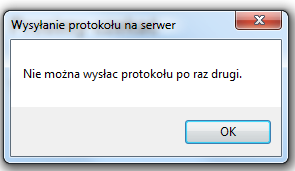 Wysyłanie protokołu na serwer
Nie można wysłac protokołu po raz drugi.
OK